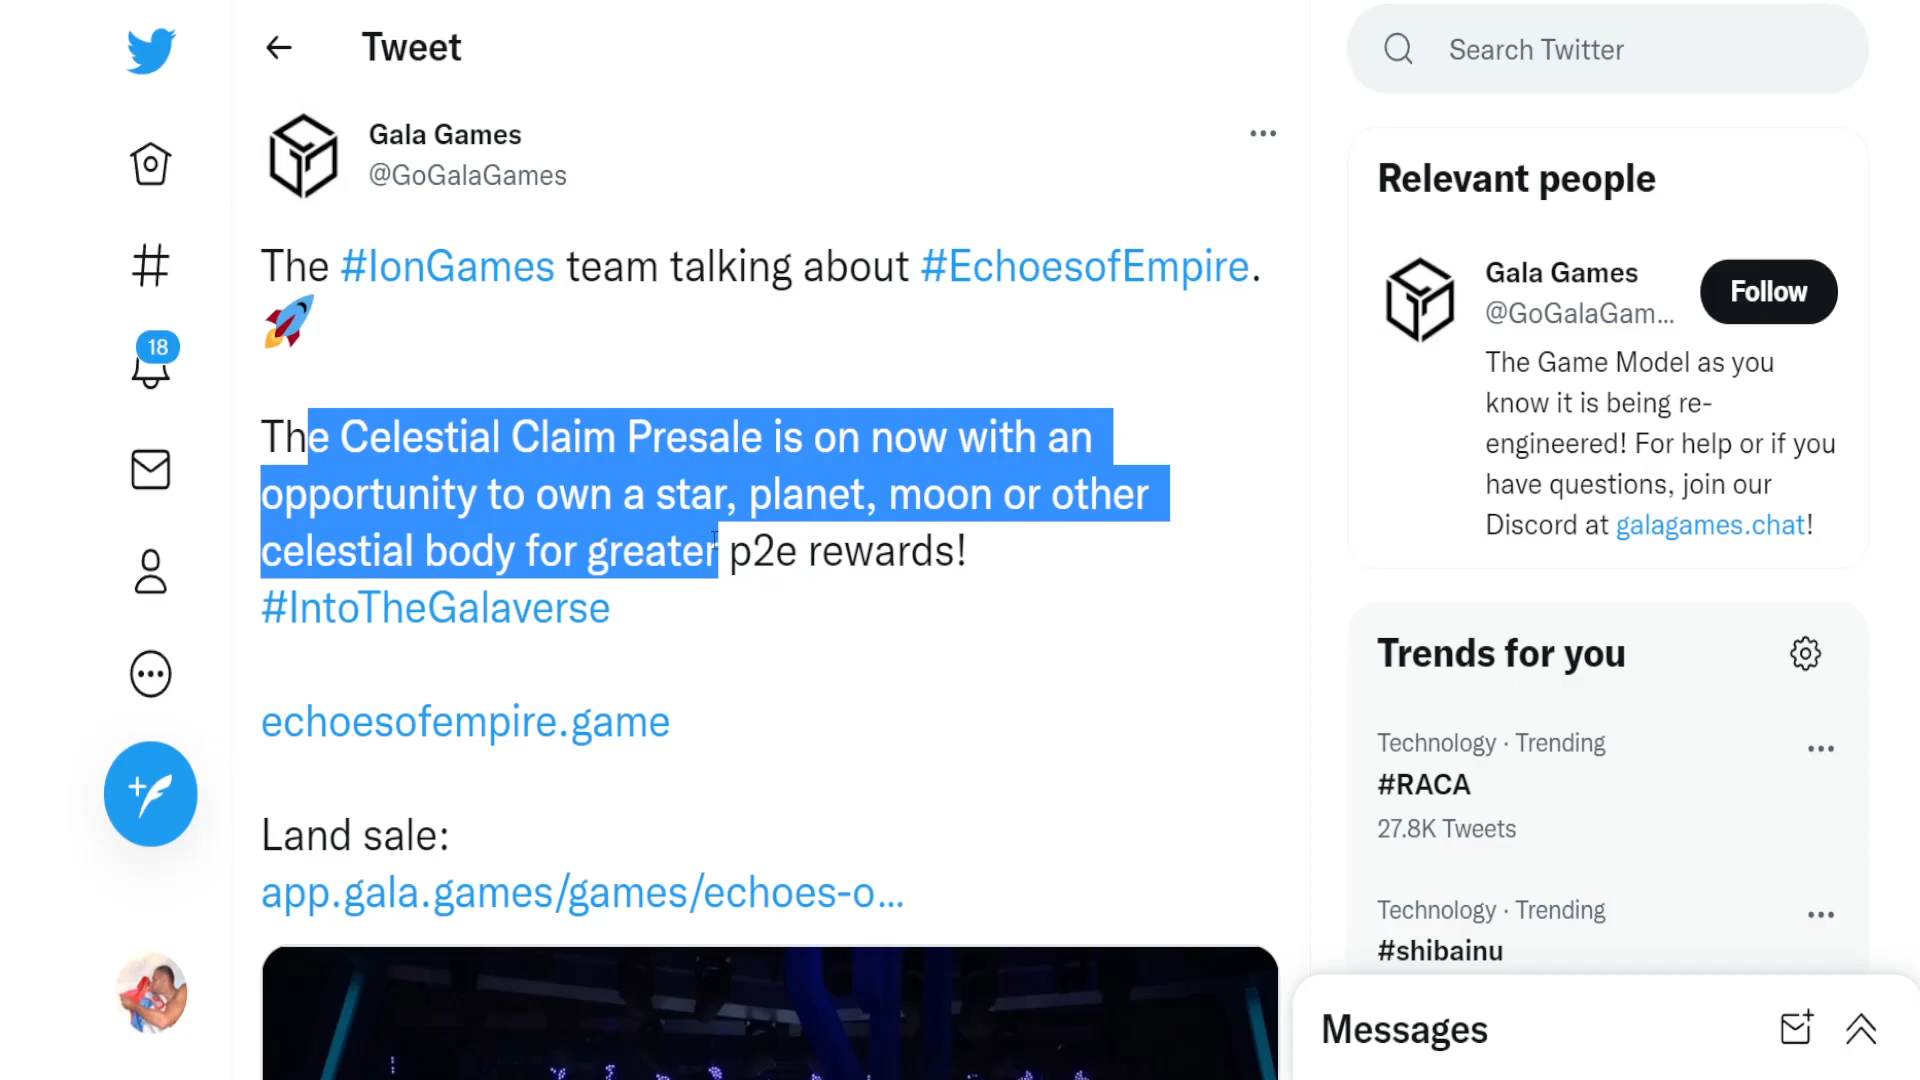 Tweet
Search Twitter
Gala Games
@GoGalaGames
The #IonGames team talking about #EchoesofEmpire.
The Celestial Claim Presale is on now with an
opportunity to own a star, planet, moon or other
celestial body for greater p2e rewards!
#IntoTheGalaverse
echoesofempire.game
Land sale:
app.gala.games/games/echoes-o...
18
Relevant people
Gala Games
@GoGalaGam...
Follow
The Game Model as you
know it is being re-
engineered! For help or if you
have questions, join our
Discord at galagames.chat!
Trends for you
Technology · Trending
#RACA
27.8K Tweets
Technology · Trending
#shibainu
Messages